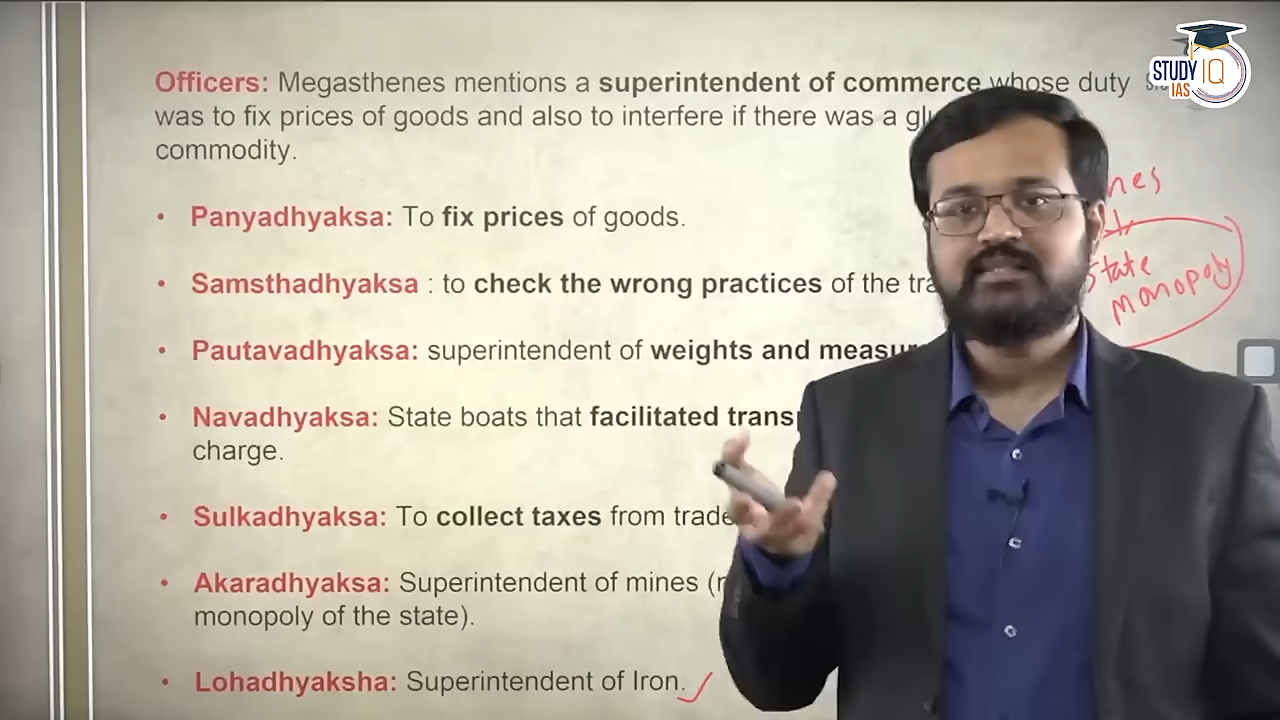 STUDY IQ
IAS
Officers: Megasthenes mentions a superintendent of commerce whose duty
was to fix prices of goods and also to interfere if there was a
commodity.
• Panyadhyaksa: To fix prices of goods.
• Samsthadhyaksa : to check the wrong practices of the
• Pautavadhyaksa: superintendent of weights and
• Navadhyaksa: State boats that facilitated
charge.
• Sulkadhyaksa: To collect taxes from
• Akaradhyaksa: Superintendent of mines
monopoly of the state).
• Lohadhyaksha: Superintendent of Iron.
State
monopoly